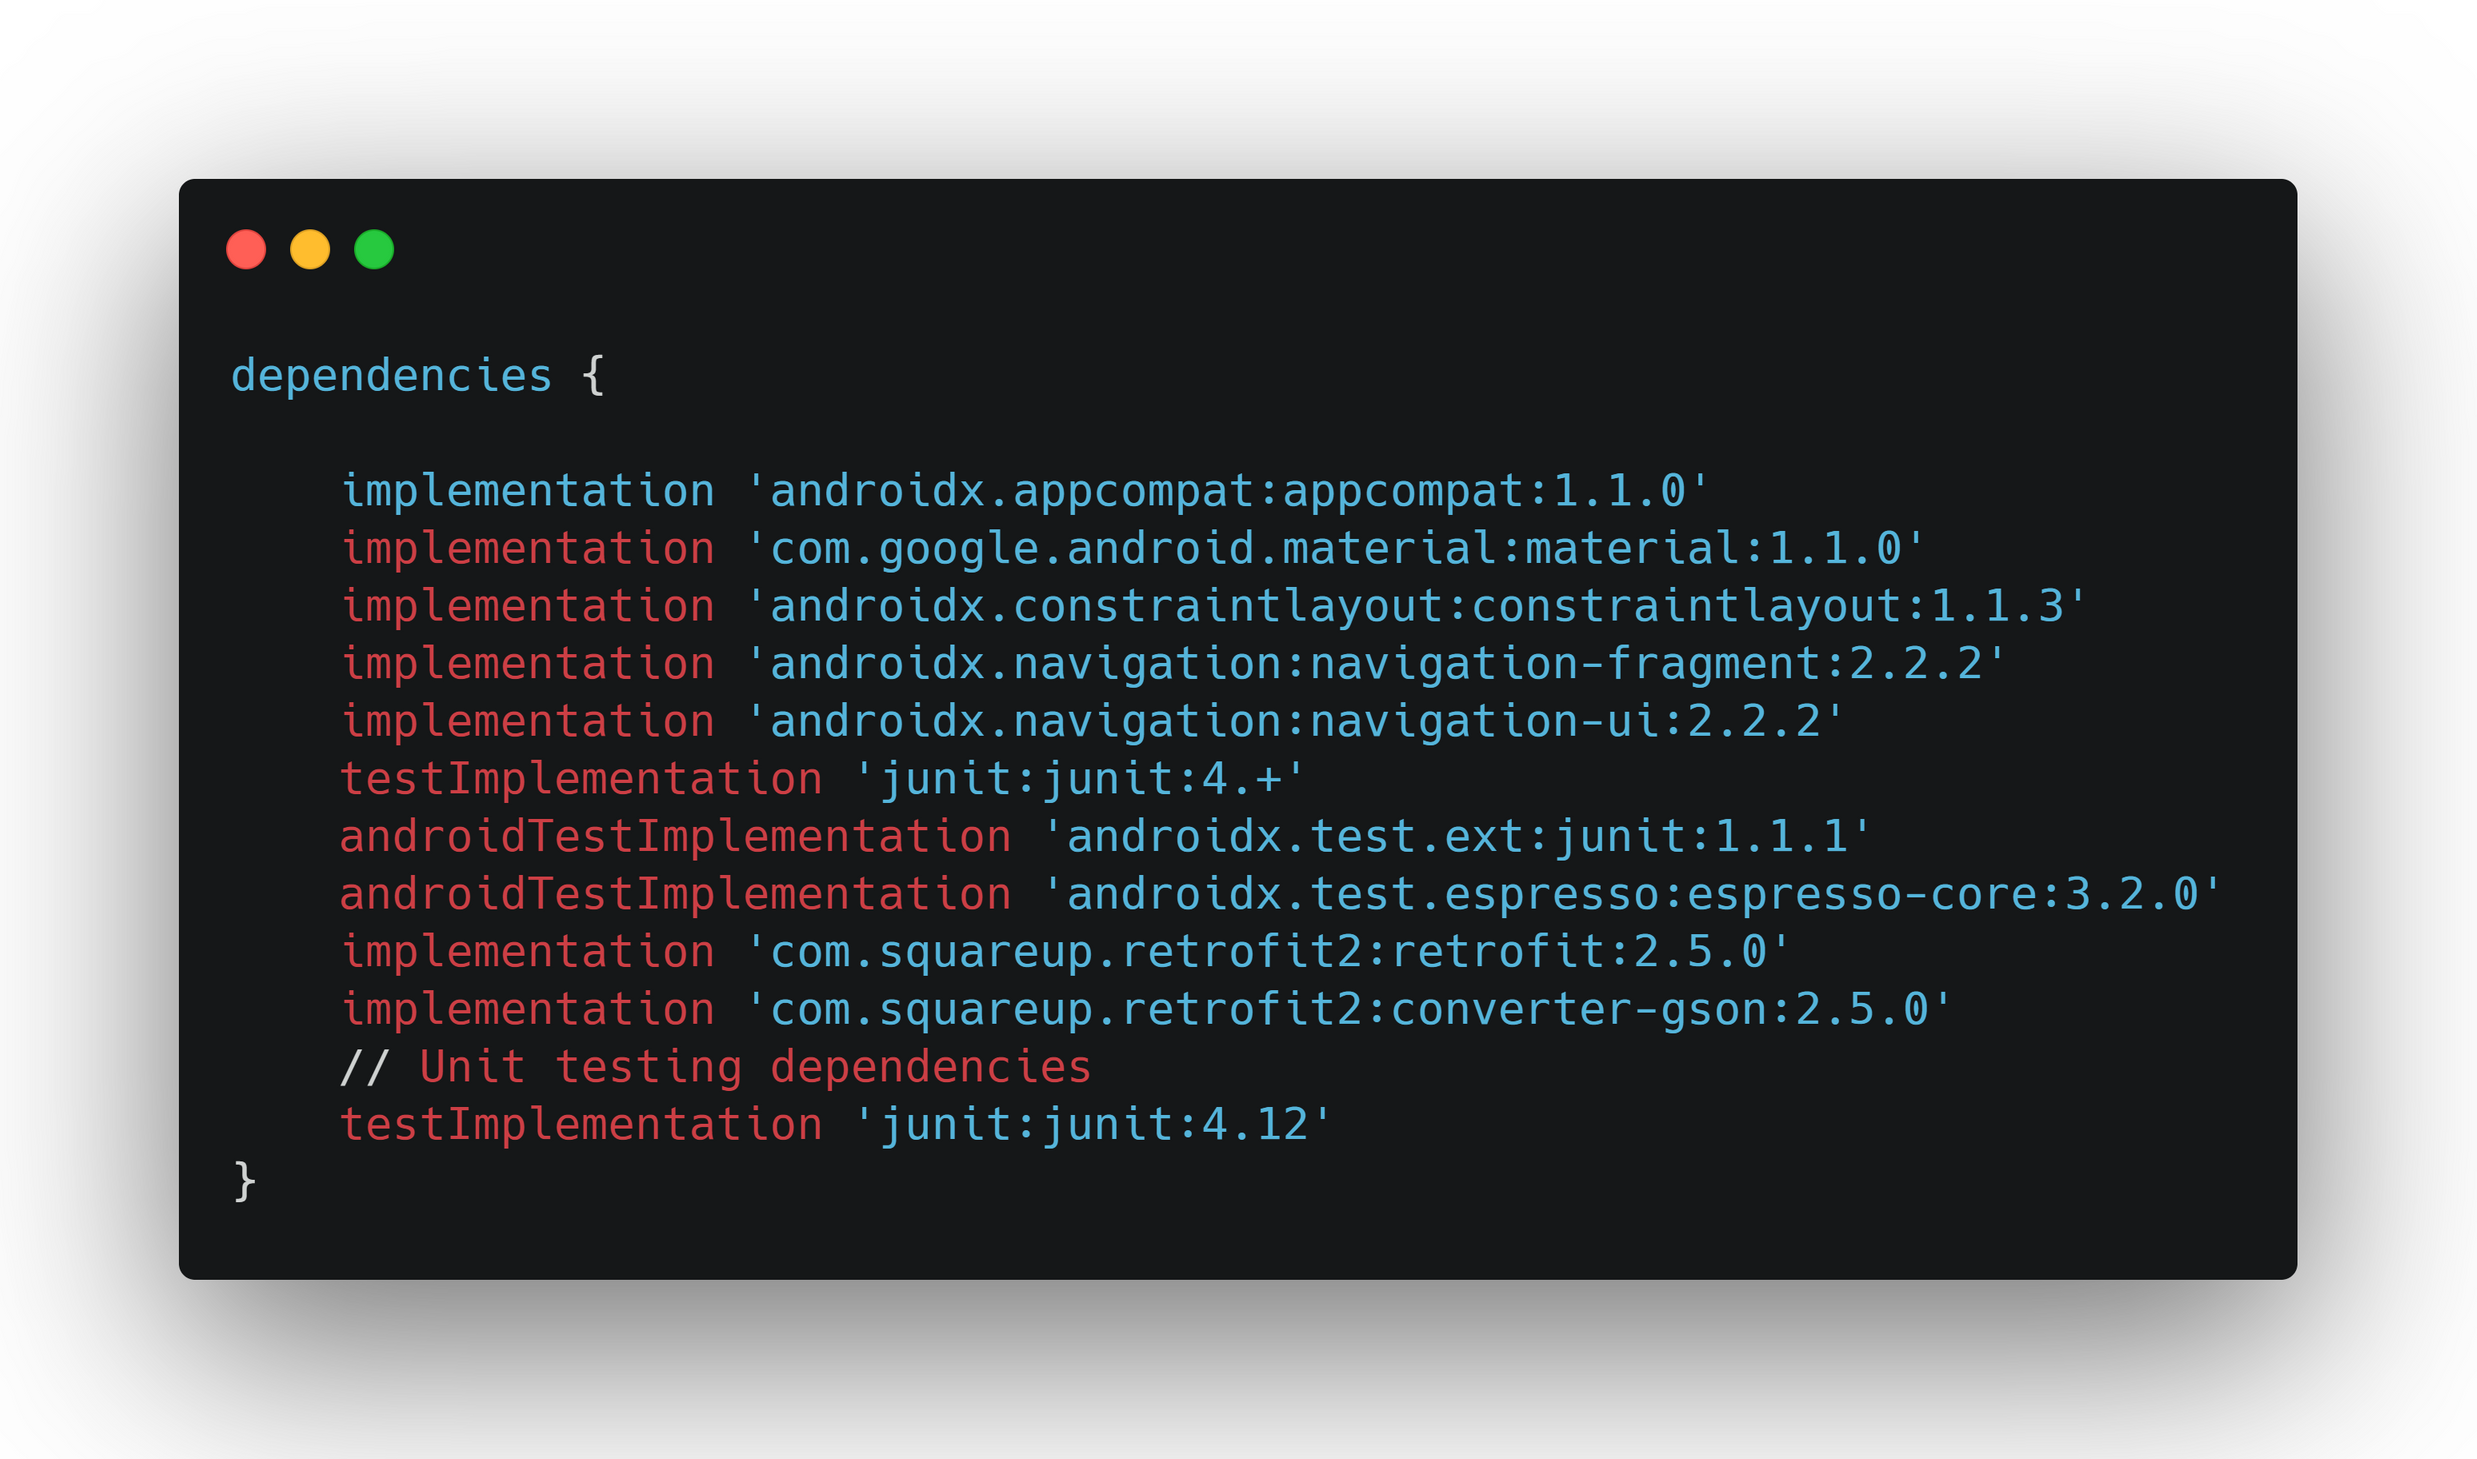 dependencies {
implementation 'androidx.appcompat:appcompat:1.1.0'
implementation 'com.google.android.material:material:1.1.0'
implementation 'androidx.constraintlayout:constraintlayout:1.1.3'
implementation 'androidx.navigation:navigation-fragment:2.2.2'
implementation 'androidx.navigation:navigation-ui:2.2.2'
testImplementation 'junit:junit:4.+'
androidTestImplementation 'androidx.test.ext:junit:1.1.1'
androidTestImplementation 'androidx.test.espresso:espresso-core:3.2.0'
implementation 'com.squareup.retrofit2:retrofit:2.5.0'
implementation 'com.squareup.retrofit2:converter-gson:2.5.0'
// Unit testing dependencies
testImplementation 'junit:junit:4.12'
}